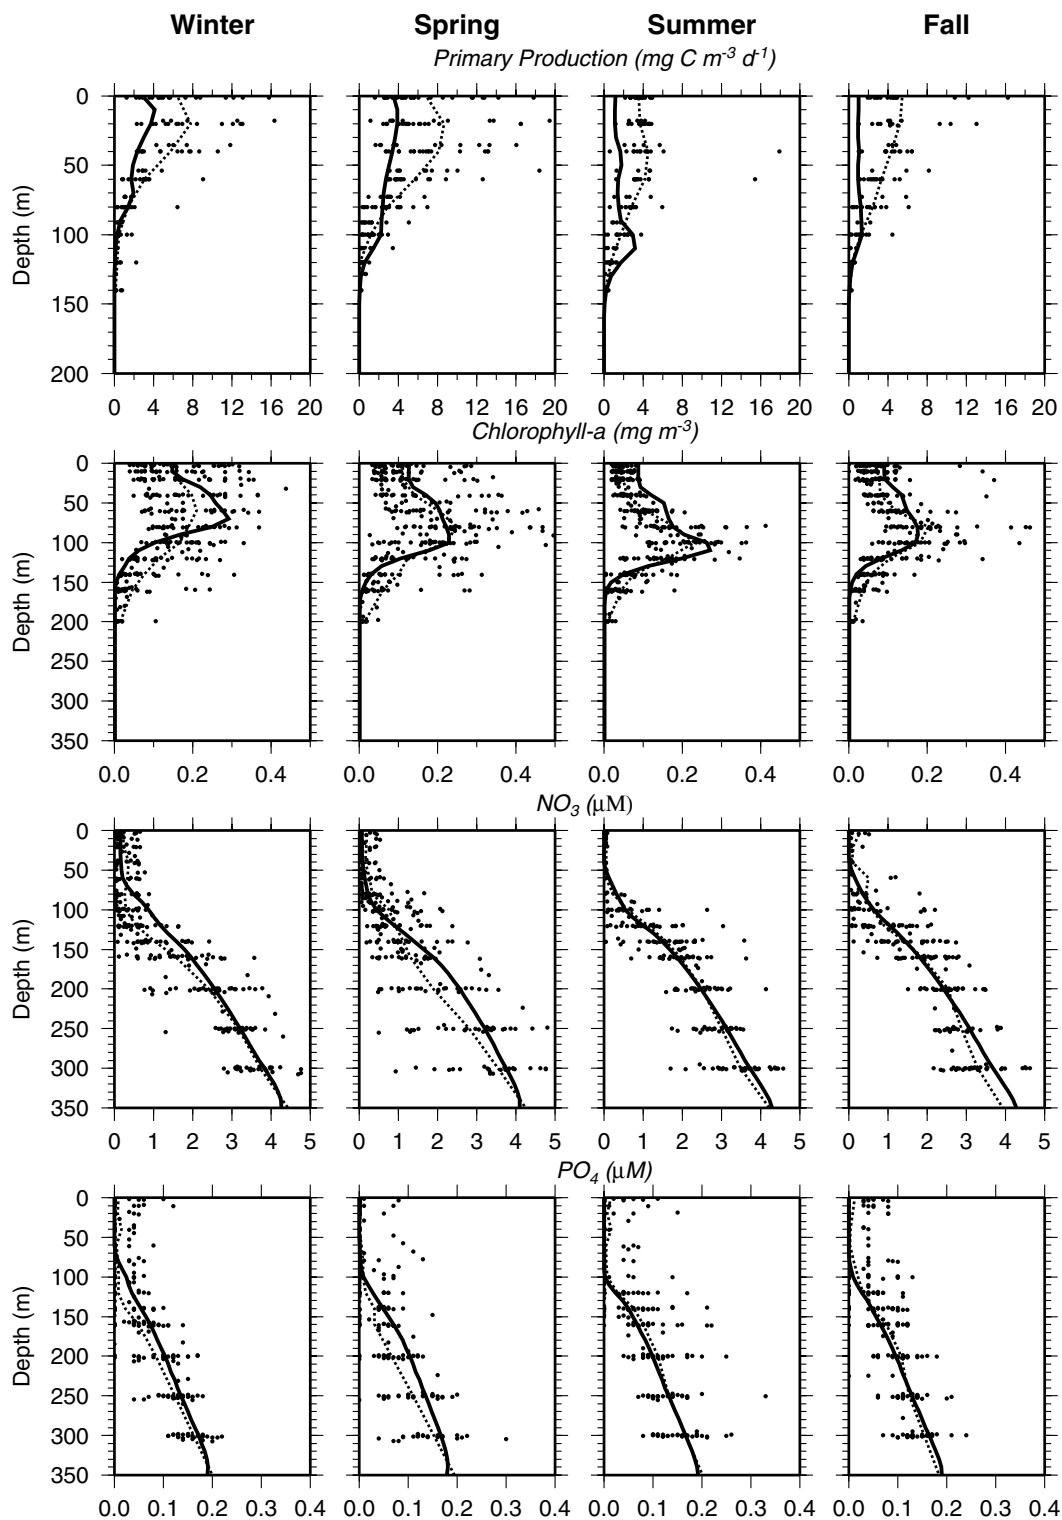 Winter Spring Summer Fall
Primary Production (mg C m-3 d-1)
0
50
100
150
200
Depth (m)
0 4 8 12 16 20 0 4 8 12 16 20 0 4 8 12 16 20 0 4 8 12 16 20
Chlorophyll-a (mg m-3)
0
50
100
150
200
250
300
350
Depth (m)
0.0 0.2 0.4 0.0 0.2 0.4 0.0 0.2 0.4 0.0 0.2 0.4
NO3 (μM)
0
50
100
150
200
250
300
350
Depth (m)
0 1 2 3 4 5 0 1 2 3 4 5 0 1 2 3 4 5 0 1 2 3 4 5
PO4 (μM)
0
50
100
150
200
250
300
350
Depth (m)
0.0 0.1 0.2 0.3 0.4 0.0 0.1 0.2 0.3 0.4 0.0 0.1 0.2 0.3 0.4 0.0 0.1 0.2 0.3 0.4